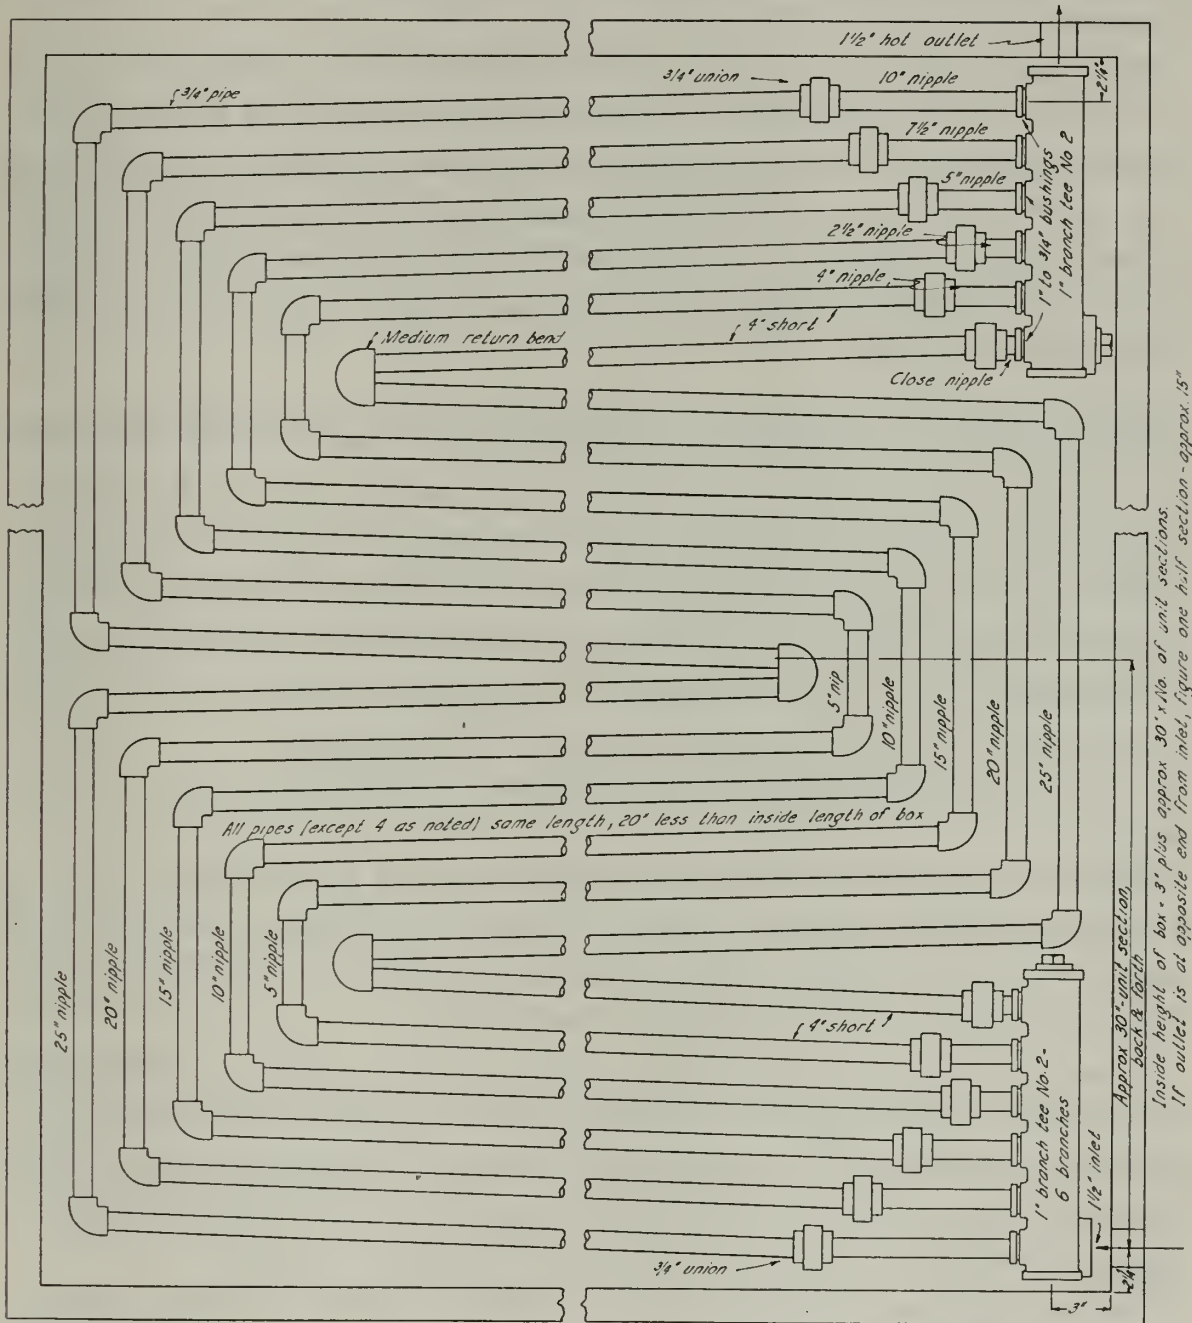 1½" hot outlet
2¼"
¾" union
10" nipple
¾" pipe
7½" nipple
5" nipple
2½" nipple
4" nipple
1" to ¾" bushings
1" branch tee No 2
Medium return bend
4" short
Close nipple
5" nip
10" nipple
15" nipple
20" nipple
25" nipple
All pipes (except 4 as noted) same length, 20" less than inside length of box
25" nipple
20" nipple
15" nipple
10" nipple
5" nipple
4" short
1" branch tee No. 2 -
6 branches
1½" inlet
¾" union
3"
2¼"
Approx 30" - unit section,
back & forth
Inside height of box = 3" plus approx 30" x No. of unit sections.
If outlet is at opposite end from inlet, figure one half section - approx. 15"